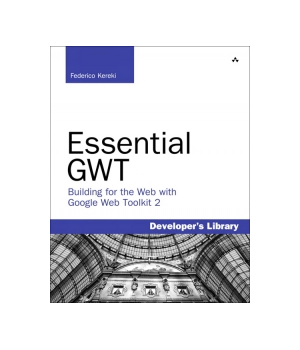 Federico Kereki
Essential
GWT
Building for the Web with
Google Web Toolkit 2
Developer's Library